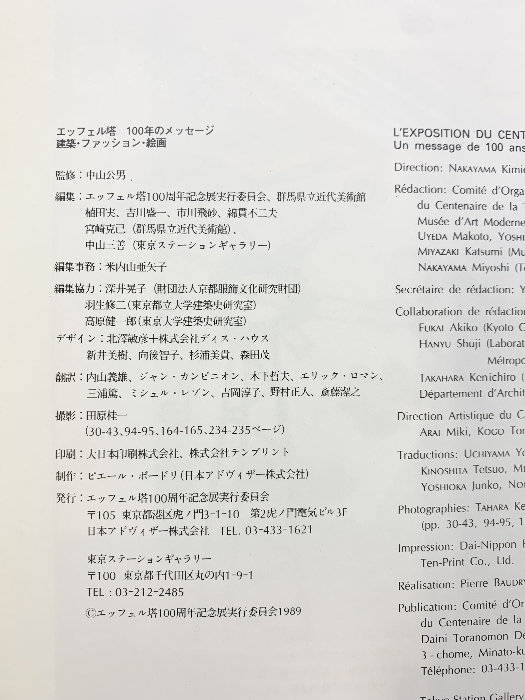 エッフェル塔　100年のメッセージ
建築・ファッション・絵画
監修：中山公男
編集：エッフェル塔100周年記念展実行委員会、群馬県立近代美術館
植田実、吉川盛一、市川飛砂、綿貫不二夫
宮崎克己（群馬県立近代美術館）、
中山三善（東京ステーションギャラリー）
編集事務：米内山亜矢子
編集協力：深井晃子（財団法人京都服飾文化研究財団）
羽生修二（東京都立大学建築史研究室）
高原健一郎（東京大学建築史研究室）
デザイン：北澤敏彦＋株式会社ディス・ハウス
新井美樹、向後智子、杉浦美貴、森田茂
翻訳：内山義雄、ジャン・カンビニオン、木下哲夫、エリック・ロマン、
三浦篤、ミシェル・レゾン、吉岡淳子、野村正人、斎藤潔之
撮影：田原桂一
（30-43、94-95、164-165、234-235ページ）
印刷：大日本印刷株式会社、株式会社テンプリント
制作：ピエール・ボードリ（日本アドヴィザー株式会社）
発行：エッフェル塔100周年記念展実行委員会
〒105 東京都港区虎ノ門3-1-10　第2虎ノ門電気ビル3F
日本アドヴィザー株式会社　TEL. 03-433-1621
東京ステーションギャラリー
〒100 東京都千代田区丸の内1-9-1
TEL：03-212-2485
©エッフェル塔100周年記念展実行委員会1989
L'EXPOSITION DU CENT
Un message de 100 ans
Direction: NAKAYAMA Kimi
Rédaction: Comité d'Orga
du Centenaire de la
Musée d'Art Moderne
UYEDA Makoto, YOSHI
MIYAZAKI Katsumi (Mu
NAKAYAMA Miyoshi (To
Secrétaire de rédaction: Y
Collaboration de rédaction
FUKAI Akiko (Kyoto C
HANYU Shuji (Laborat
Métropo
TAKAHARA Kenichiro (
Département d'Archit
Direction Artistique du Ca
ARAI Miki, KOGO Tom
Traductions: UCHIYAMA Yo
KINOSHITA Tetsuo, MI
YOSHIOKA Junko, NOM
Photographies: TAHARA Ke
(pp. 30-43, 94-95, 1
Impression: Dai-Nippon P
Ten-Print Co., Ltd.
Réalisation: Pierre BAUDRY
Publication: Comité d'Or
du Centenaire de la
Daini Toranomon De
3-chome, Minato-ku
Téléphone: 03-433-1
Tokyo Station Gallery